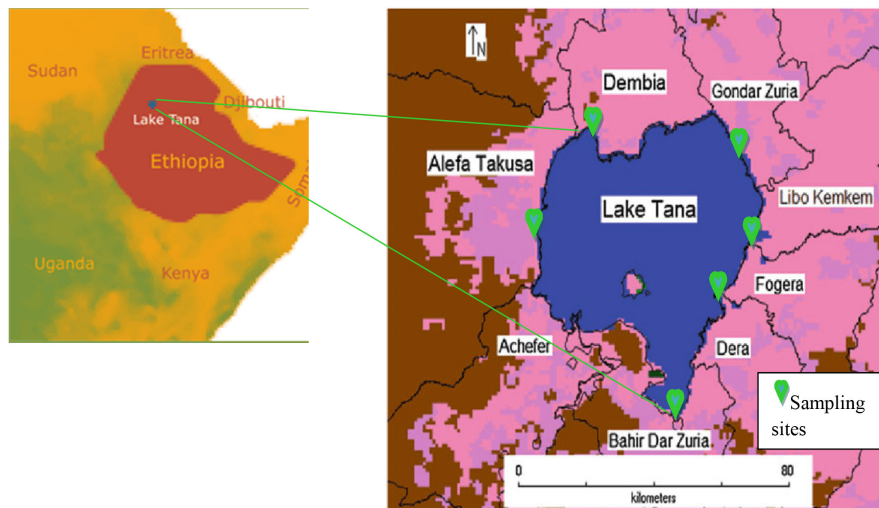 Sudan
Eritrea
Djibouti
Lake Tana
Ethiopia
Uganda
Kenya
N
Dembia
Gondar Zuria
Alefa Takusa
Lake Tana
Libo Kemkem
Fogera
Achefer
Dera
Bahir Dar Zuria
Sampling
sites
0 80
kilometers